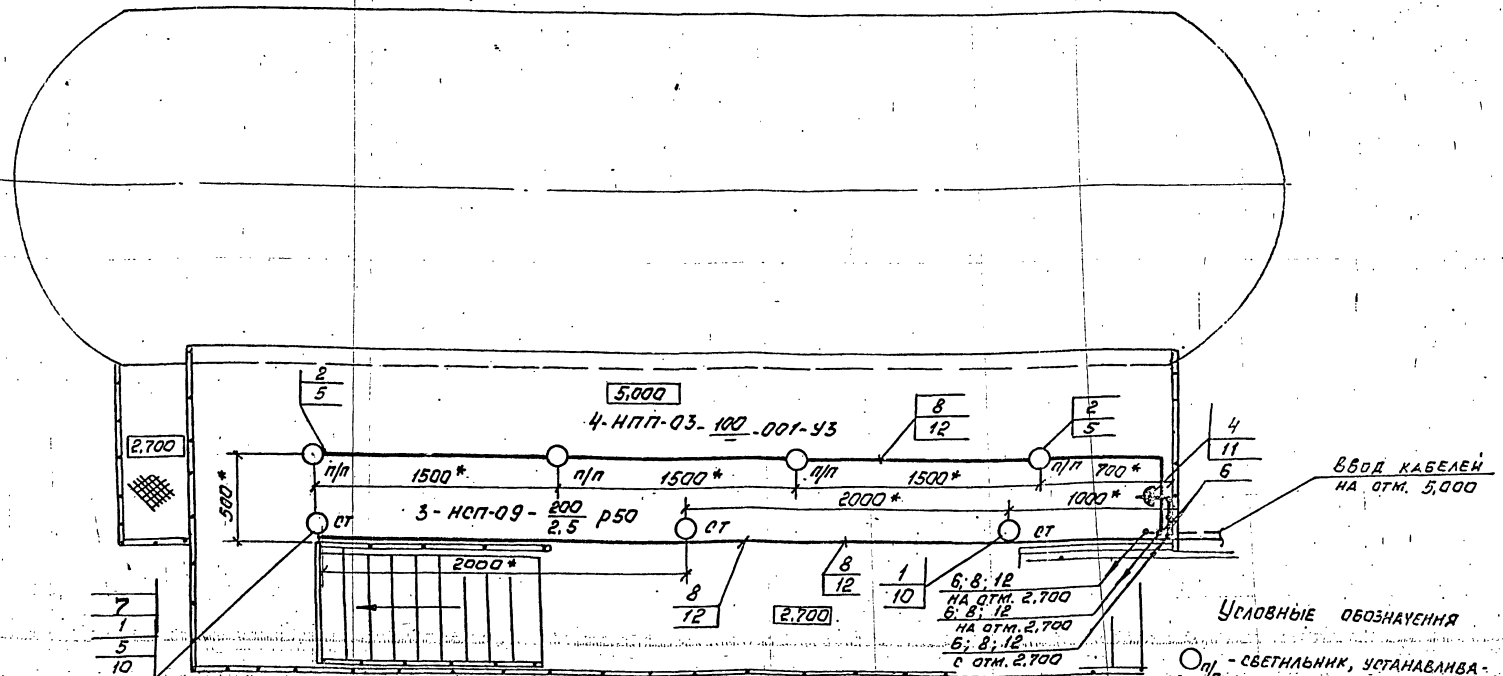 2
5
5,000
4-НПП-03-100-001-У3
8
12
2
5
4
11
6
2.700
ВВОД КАБЕЛЕЙ
НА ОТМ. 5,000
п/п
1500*
п/п
1500*
п/п
1500*
п/п
700*
500*
2000*
1000*
3-НСП-09-200/2,5 Р50
СТ
СТ
СТ
2000*
8
12
8
12
1
10
2.700
6; 8; 12
НА ОТМ. 2,700
6; 8; 12
НА ОТМ. 2,700
6; 8; 12
С ОТМ. 2,700
7
1
5
10
УСЛОВНЫЕ ОБОЗНАЧЕНИЯ
п/п - СВЕТИЛЬНИК, УСТАНАВЛИВА-